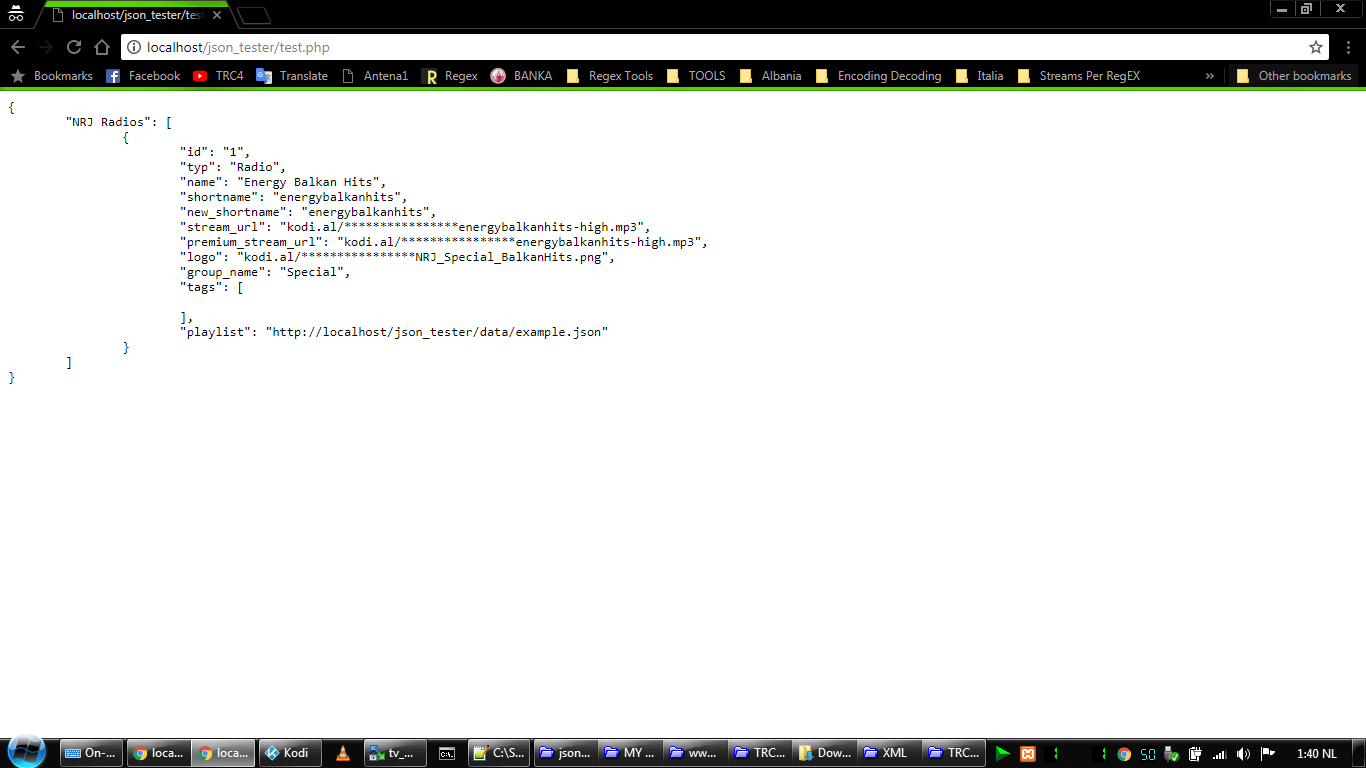 localhost/json_tester/test
localhost/json_tester/test.php
Bookmarks Facebook TRC4 Translate Antena1 Regex BANKA Regex Tools TOOLS Albania Encoding Decoding Italia Streams Per RegEX » Other bookmarks
{
"NRJ Radios": [
{
"id": "1",
"typ": "Radio",
"name": "Energy Balkan Hits",
"shortname": "energybalkanhits",
"new_shortname": "energybalkanhits",
"stream_url": "kodi.al/****************energybalkanhits-high.mp3",
"premium_stream_url": "kodi.al/****************energybalkanhits-high.mp3",
"logo": "kodi.al/****************NRJ_Special_BalkanHits.png",
"group_name": "Special",
"tags": [
],
"playlist": "http://localhost/json_tester/data/example.json"
}
]
}
On-... loca... loca... Kodi tv_... C:\S... json... MY ... ww... TRC... Dow... XML TRC... 50 1:40 NL